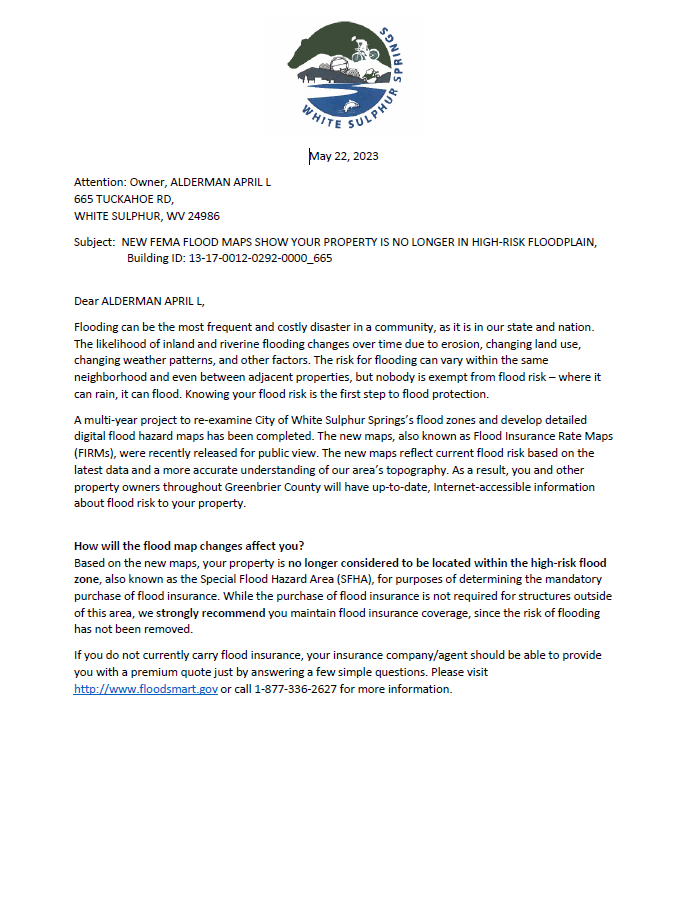 WHITE SULPHUR SPRINGS
May 22, 2023
Attention: Owner, ALDERMAN APRIL L
665 TUCKAHOE RD,
WHITE SULPHUR, WV 24986
Subject: NEW FEMA FLOOD MAPS SHOW YOUR PROPERTY IS NO LONGER IN HIGH-RISK FLOODPLAIN,
Building ID: 13-17-0012-0292-0000_665
Dear ALDERMAN APRIL L,
Flooding can be the most frequent and costly disaster in a community, as it is in our state and nation.
The likelihood of inland and riverine flooding changes over time due to erosion, changing land use,
changing weather patterns, and other factors. The risk for flooding can vary within the same
neighborhood and even between adjacent properties, but nobody is exempt from flood risk – where it
can rain, it can flood. Knowing your flood risk is the first step to flood protection.
A multi-year project to re-examine City of White Sulphur Springs's flood zones and develop detailed
digital flood hazard maps has been completed. The new maps, also known as Flood Insurance Rate Maps
(FIRMs), were recently released for public view. The new maps reflect current flood risk based on the
latest data and a more accurate understanding of our area's topography. As a result, you and other
property owners throughout Greenbrier County will have up-to-date, Internet-accessible information
about flood risk to your property.
How will the flood map changes affect you?
Based on the new maps, your property is no longer considered to be located within the high-risk flood
zone, also known as the Special Flood Hazard Area (SFHA), for purposes of determining the mandatory
purchase of flood insurance. While the purchase of flood insurance is not required for structures outside
of this area, we strongly recommend you maintain flood insurance coverage, since the risk of flooding
has not been removed.
If you do not currently carry flood insurance, your insurance company/agent should be able to provide
you with a premium quote just by answering a few simple questions. Please visit
http://www.floodsmart.gov or call 1-877-336-2627 for more information.